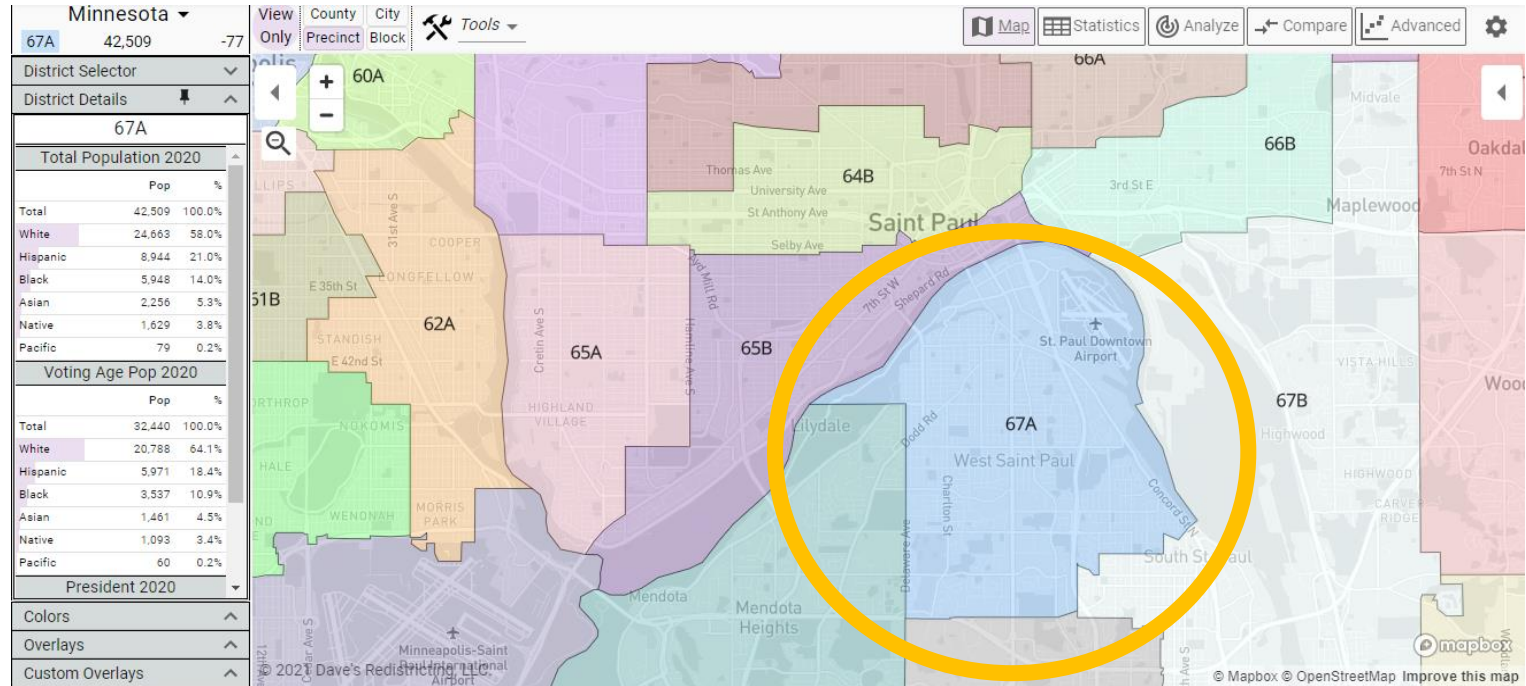 Minnesota
67A 42,509 -77
View Only
County City
Precinct Block
Tools
Map Statistics Analyze Compare Advanced
District Selector
District Details
67A
Total Population 2020
Pop %
Total 42,509 100.0%
White 24,663 58.0%
Hispanic 8,944 21.0%
Black 5,948 14.0%
Asian 2,256 5.3%
Native 1,629 3.8%
Pacific 79 0.2%
Voting Age Pop 2020
Pop %
Total 32,440 100.0%
White 20,788 64.1%
Hispanic 5,971 18.4%
Black 3,537 10.9%
Asian 1,461 4.5%
Native 1,093 3.4%
Pacific 60 0.2%
President 2020
Colors
Overlays
Custom Overlays
+
−
60A
66A
Midvale
66B
Oakdal
7th St N
Thomas Ave
64B
University Ave
3rd St E
St Anthony Ave
Maplewood
Saint Paul
31st Ave S
COOPER
Selby Ave
LONGFELLOW
E 35th St
Ayd Mill Rd
7th St W
Shepard Rd
61B
62A
STANDISH
E 42nd St
Cretin Ave S
65A
Hamline Ave S
65B
St. Paul Downtown
Airport
VISTA HILLS
Wood
67B
HIGHLAND
VILLAGE
NOKOMIS
Lilydale
Dodd Rd
67A
Highwood
West Saint Paul
HALE
HIGHWOOD
Charlton St
Concord St N
CARVER
RIDGE
MORRIS
PARK
WENONAH
Delaware Ave
South St Paul
Mendota
Mendota
Heights
Minneapolis-Saint
Paul International
Airport
© 2021 Dave's Redistricting, LLC.
mapbox
© Mapbox © OpenStreetMap Improve this map